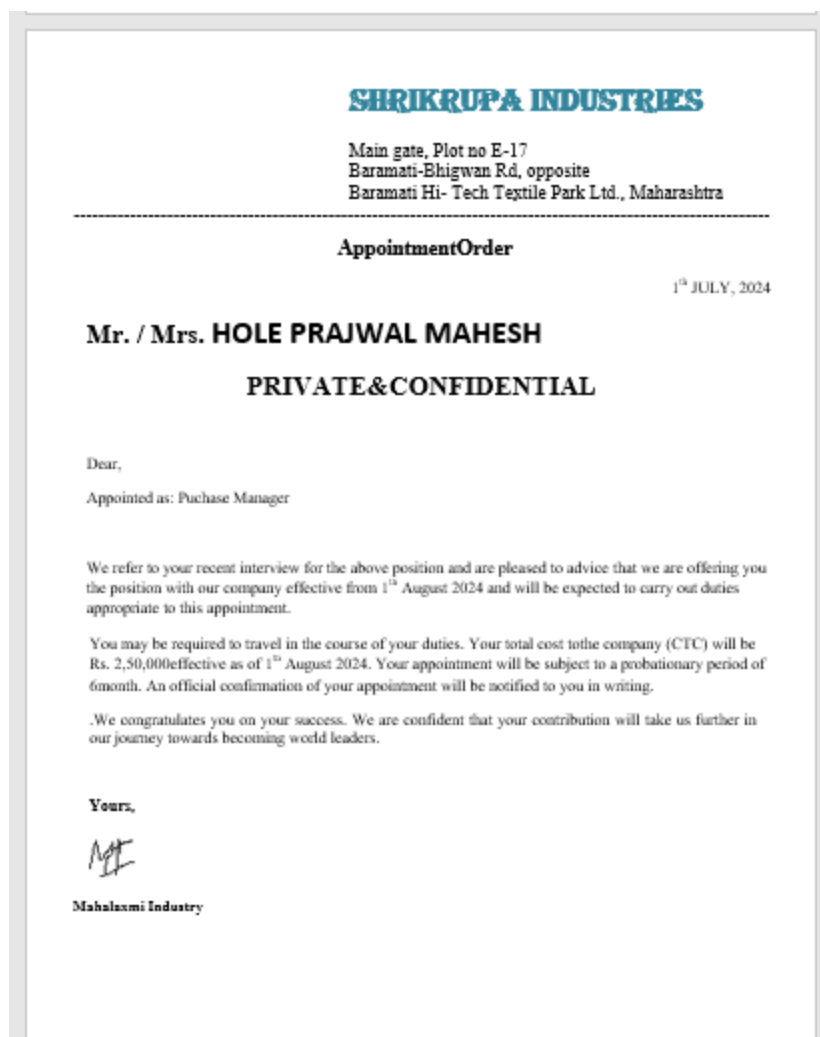 SHRIKRUPA INDUSTRIES
Main gate, Plot no E-17
Baramati-Bhigwan Rd, opposite
Baramati Hi- Tech Textile Park Ltd., Maharashtra
-----------------------------------------------------------------------------------------------------------------
AppointmentOrder
1th JULY, 2024
Mr. / Mrs. HOLE PRAJWAL MAHESH
PRIVATE&CONFIDENTIAL
Dear,
Appointed as: Puchase Manager
We refer to your recent interview for the above position and are pleased to advice that we are offering you
the position with our company effective from 1th August 2024 and will be expected to carry out duties
appropriate to this appointment.
You may be required to travel in the course of your duties. Your total cost tothe company (CTC) will be
Rs. 2,50,000effective as of 1th August 2024. Your appointment will be subject to a probationary period of
6month. An official confirmation of your appointment will be notified to you in writing.
.We congratulates you on your success. We are confident that your contribution will take us further in
our journey towards becoming world leaders.
Yours,
Mahalaxmi Industry